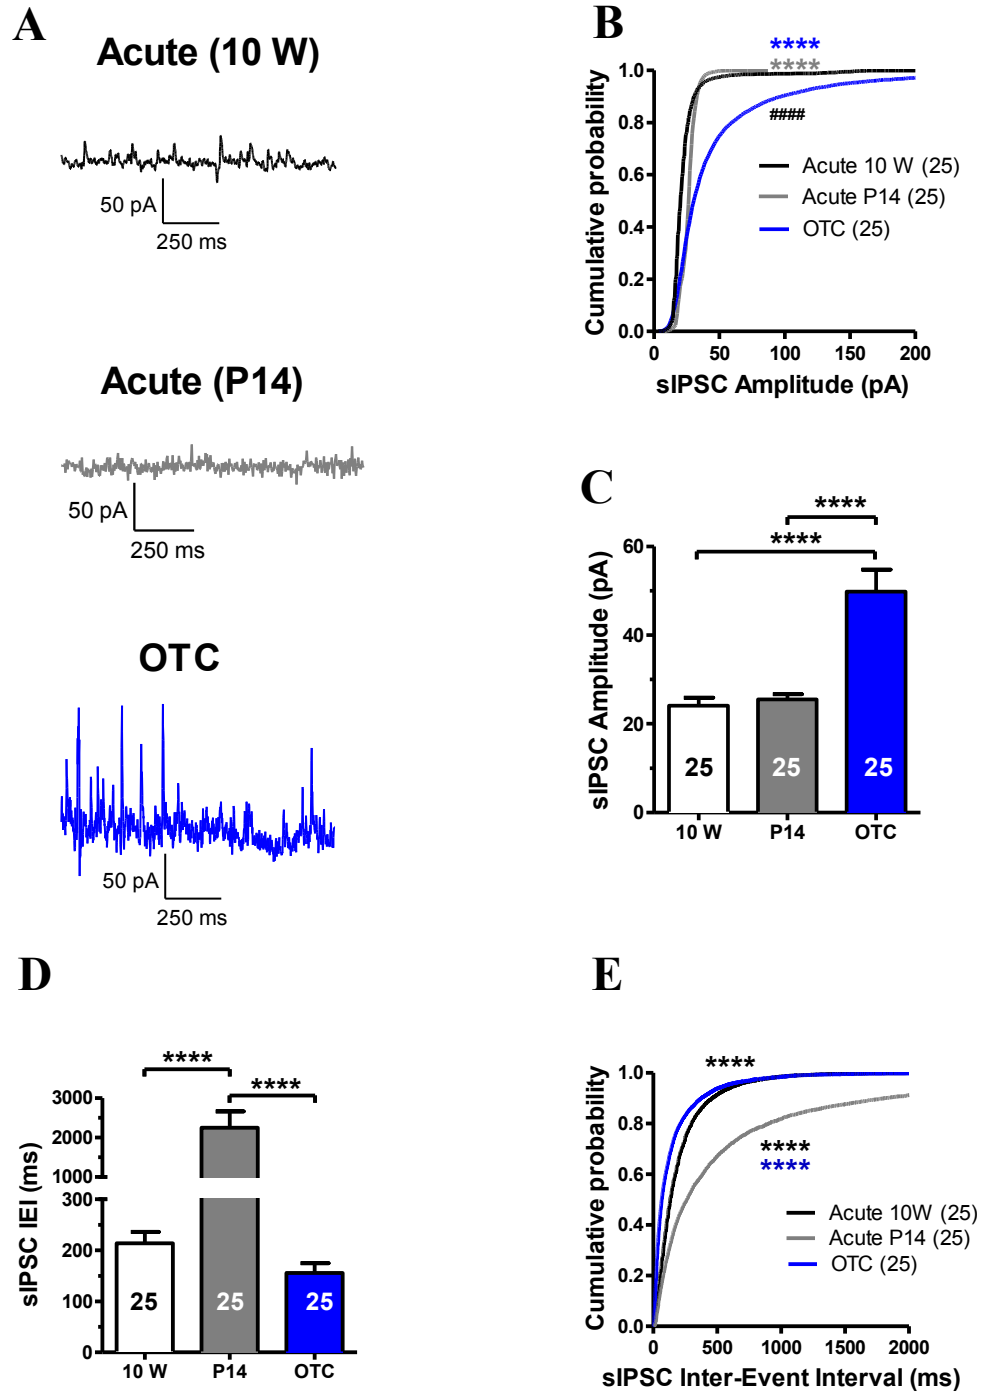 A
Acute (10 W)
50 pA
250 ms
Acute (P14)
50 pA
250 ms
OTC
50 pA
250 ms
B
****
****
####
Cumulative probability
1.0
0.8
0.6
0.4
0.2
0.0
Acute 10 W (25)
Acute P14 (25)
OTC (25)
0 50 100 150 200
sIPSC Amplitude (pA)
C
****
****
sIPSC Amplitude (pA)
60
40
20
0
25 25 25
10 W P14 OTC
D
****
****
sIPSC IEI (ms)
3000
2000
1000
300
200
100
0
25 25 25
10 W P14 OTC
E
****
****
****
Cumulative probability
1.0
0.8
0.6
0.4
0.2
0.0
Acute 10W (25)
Acute P14 (25)
OTC (25)
0 500 1000 1500 2000
sIPSC Inter-Event Interval (ms)